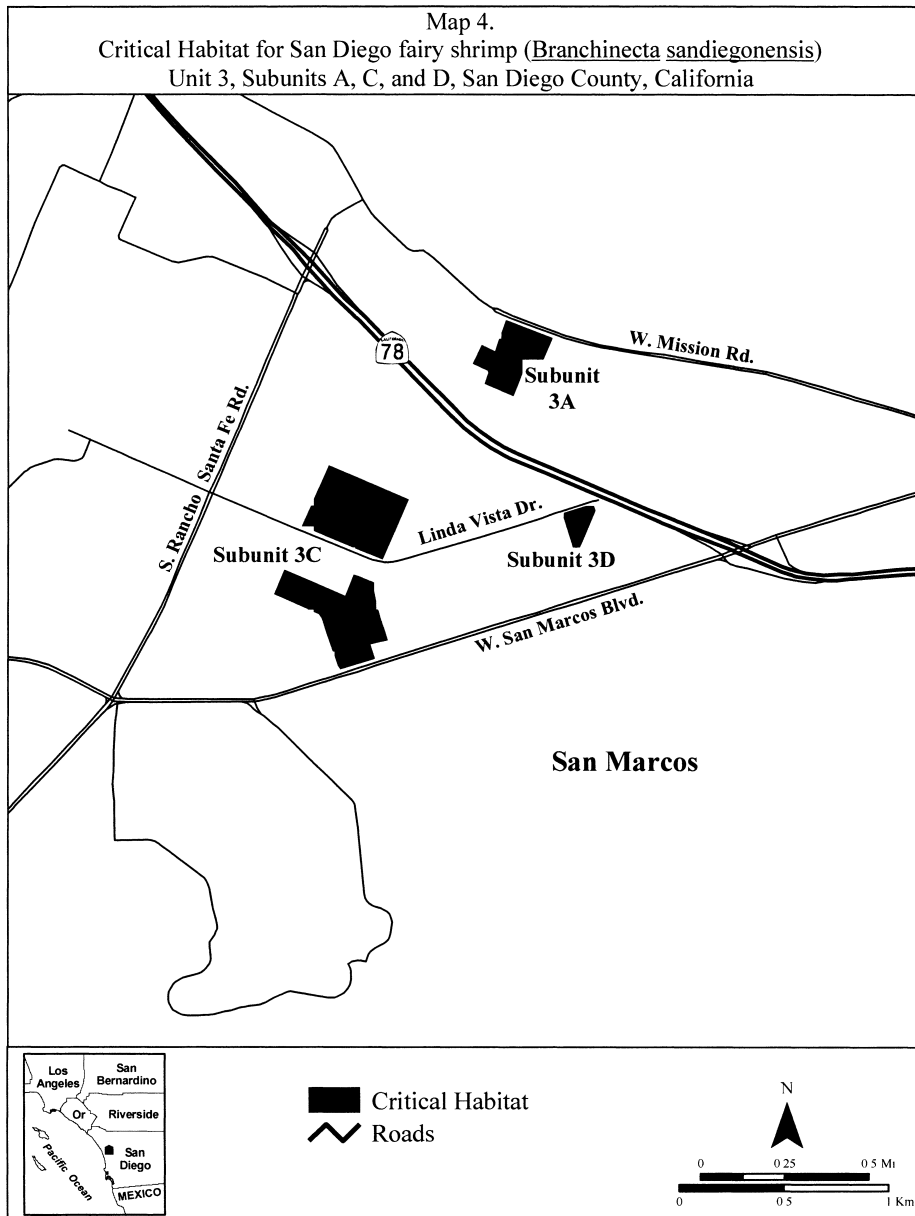 Map 4.
Critical Habitat for San Diego fairy shrimp (Branchinecta sandiegonensis)
Unit 3, Subunits A, C, and D, San Diego County, California
CALIFORNIA
78
W. Mission Rd.
Subunit
3A
S. Rancho Santa Fe Rd.
Linda Vista Dr.
Subunit 3C
Subunit 3D
W. San Marcos Blvd.
San Marcos
Los
Angeles
San
Bernardino
Or
Riverside
Pacific Ocean
San
Diego
MEXICO
Critical Habitat
Roads
N
0 0 25 0 5 Mi
0 0 5 1 Km